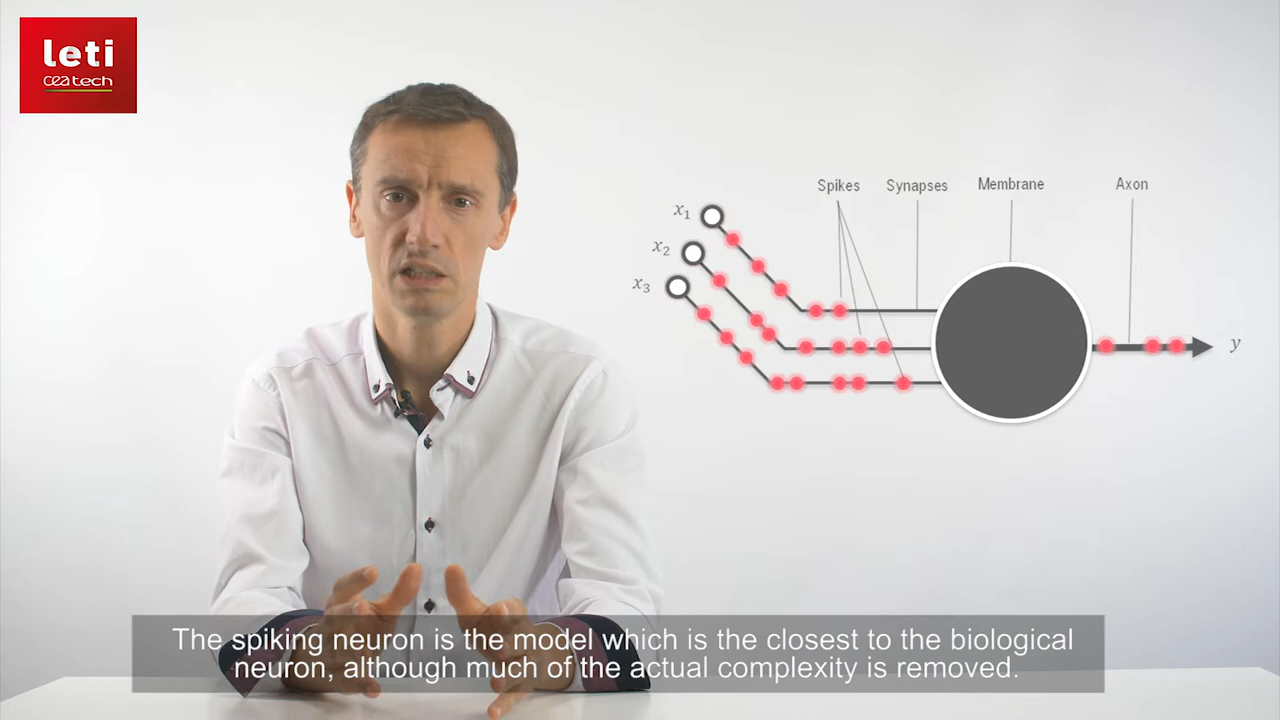 leti
ceatech
Spikes
Synapses
Membrane
Axon
x1
x2
x3
y
The spiking neuron is the model which is the closest to the biological
neuron, although much of the actual complexity is removed.